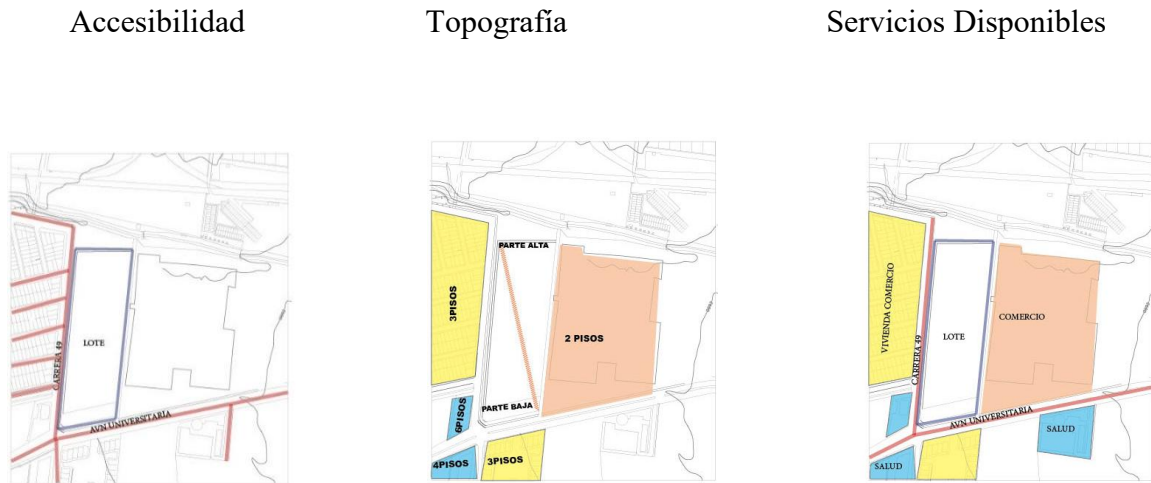 Accesibilidad
Topografía
Servicios Disponibles
LOTE
CARRERA 49
AVN UNIVERSITARIA
PARTE ALTA
3PISOS
2 PISOS
PARTE BAJA
6PISOS
4PISOS
3PISOS
VIVIENDA COMERCIO
COMERCIO
LOTE
CARRERA 49
AVN UNIVERSITARIA
SALUD
SALUD